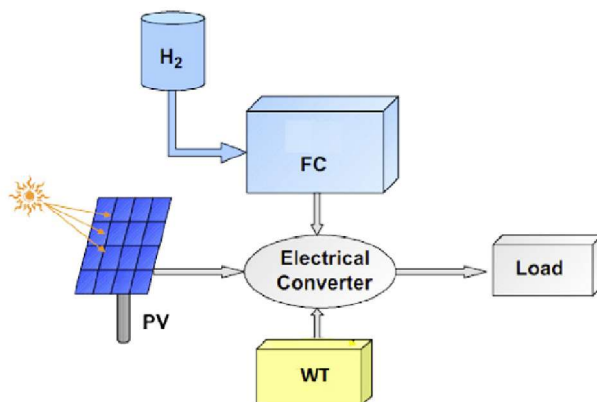 H₂
FC
Electrical
Converter
Load
PV
WT